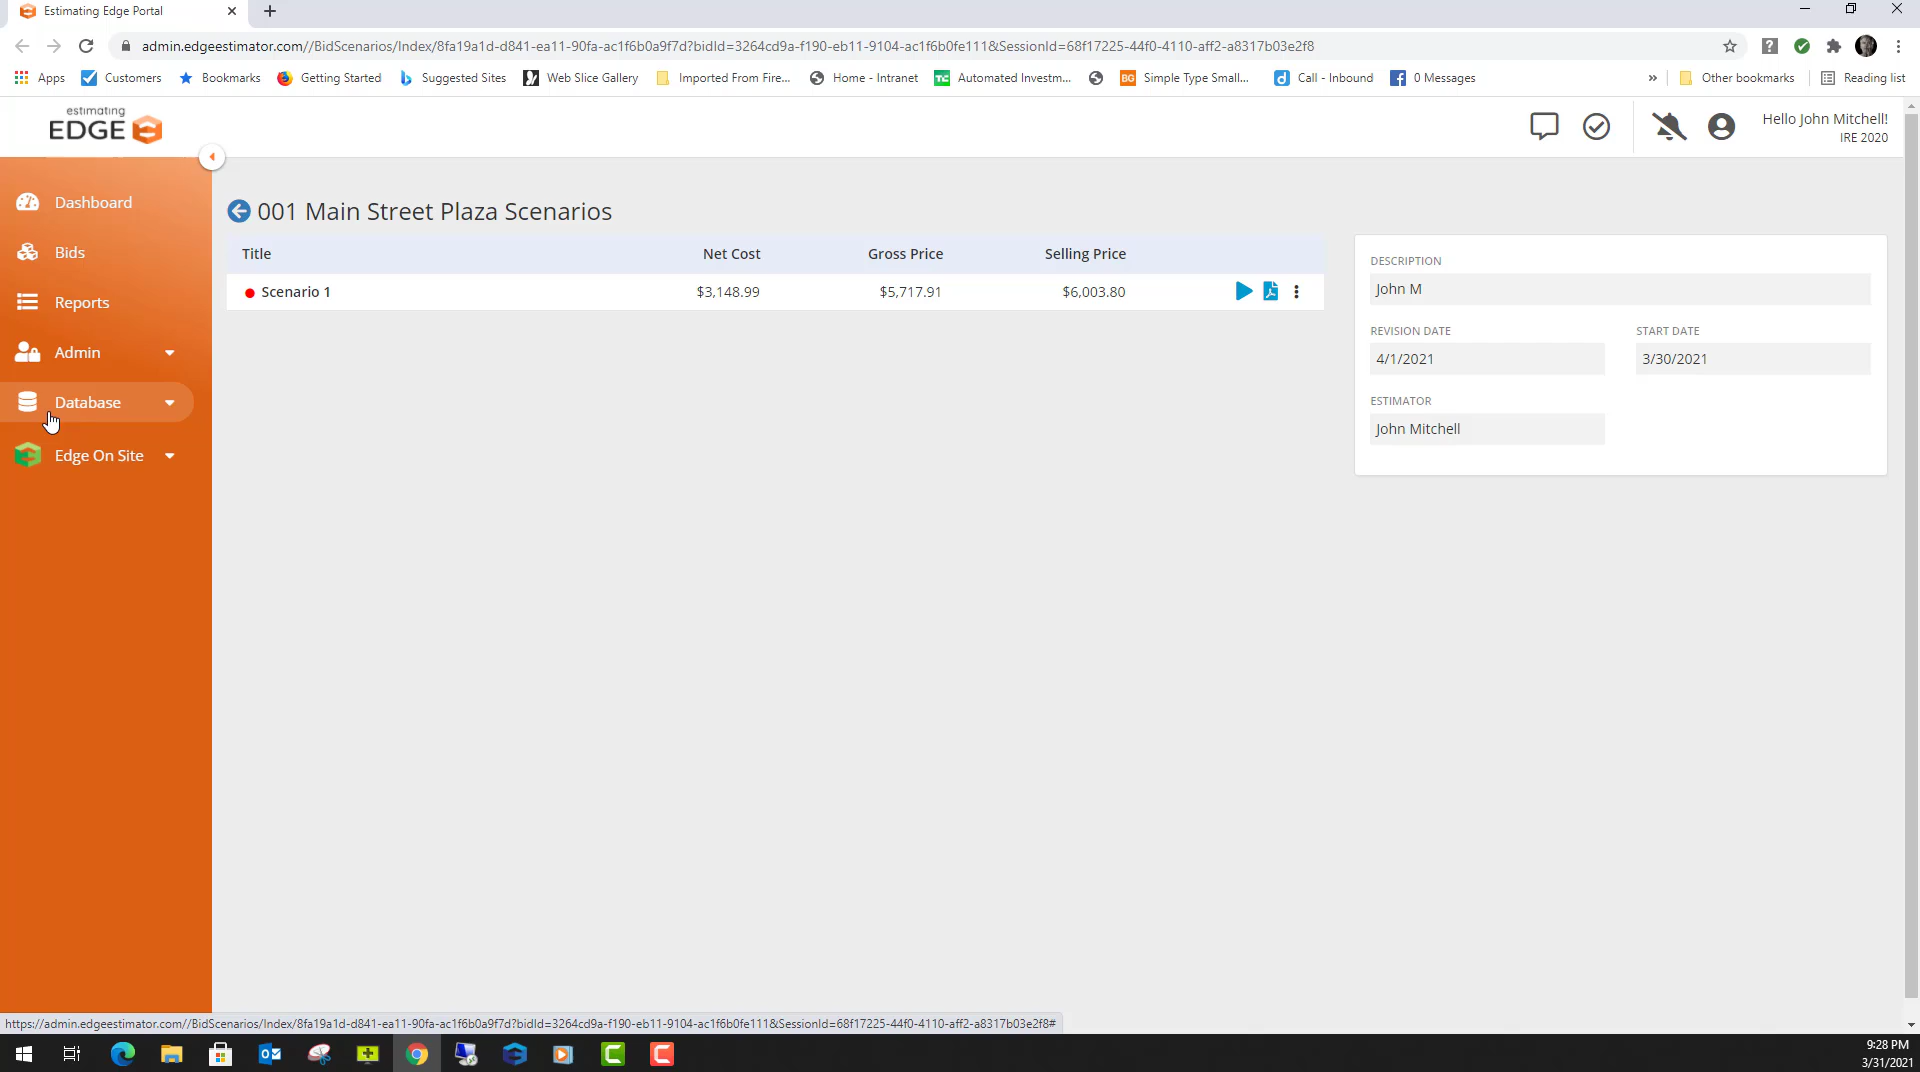 Estimating Edge Portal
admin.edgeestimator.com//BidScenarios/Index/8fa19a1d-d841-ea11-90fa-ac1f6b0a9f7d?bidId=3264cd9a-f190-eb11-9104-ac1f6b0fe111&SessionId=68f17225-44f0-4110-aff2-a8317b03e2f8
Apps Customers Bookmarks Getting Started Suggested Sites Web Slice Gallery Imported From Fire... Home - Intranet TC Automated Investm... BG Simple Type Small... Call - Inbound 0 Messages » Other bookmarks Reading list
estimating
EDGE
Hello John Mitchell!
IRE 2020
Dashboard
Bids
Reports
Admin
Database
Edge On Site
001 Main Street Plaza Scenarios
Title Net Cost Gross Price Selling Price
Scenario 1 $3,148.99 $5,717.91 $6,003.80
DESCRIPTION
John M
REVISION DATE START DATE
4/1/2021 3/30/2021
ESTIMATOR
John Mitchell
https://admin.edgeestimator.com//BidScenarios/Index/8fa19a1d-d841-ea11-90fa-ac1f6b0a9f7d?bidId=3264cd9a-f190-eb11-9104-ac1f6b0fe111&SessionId=68f17225-44f0-4110-aff2-a8317b03e2f8#
9:28 PM
3/31/2021